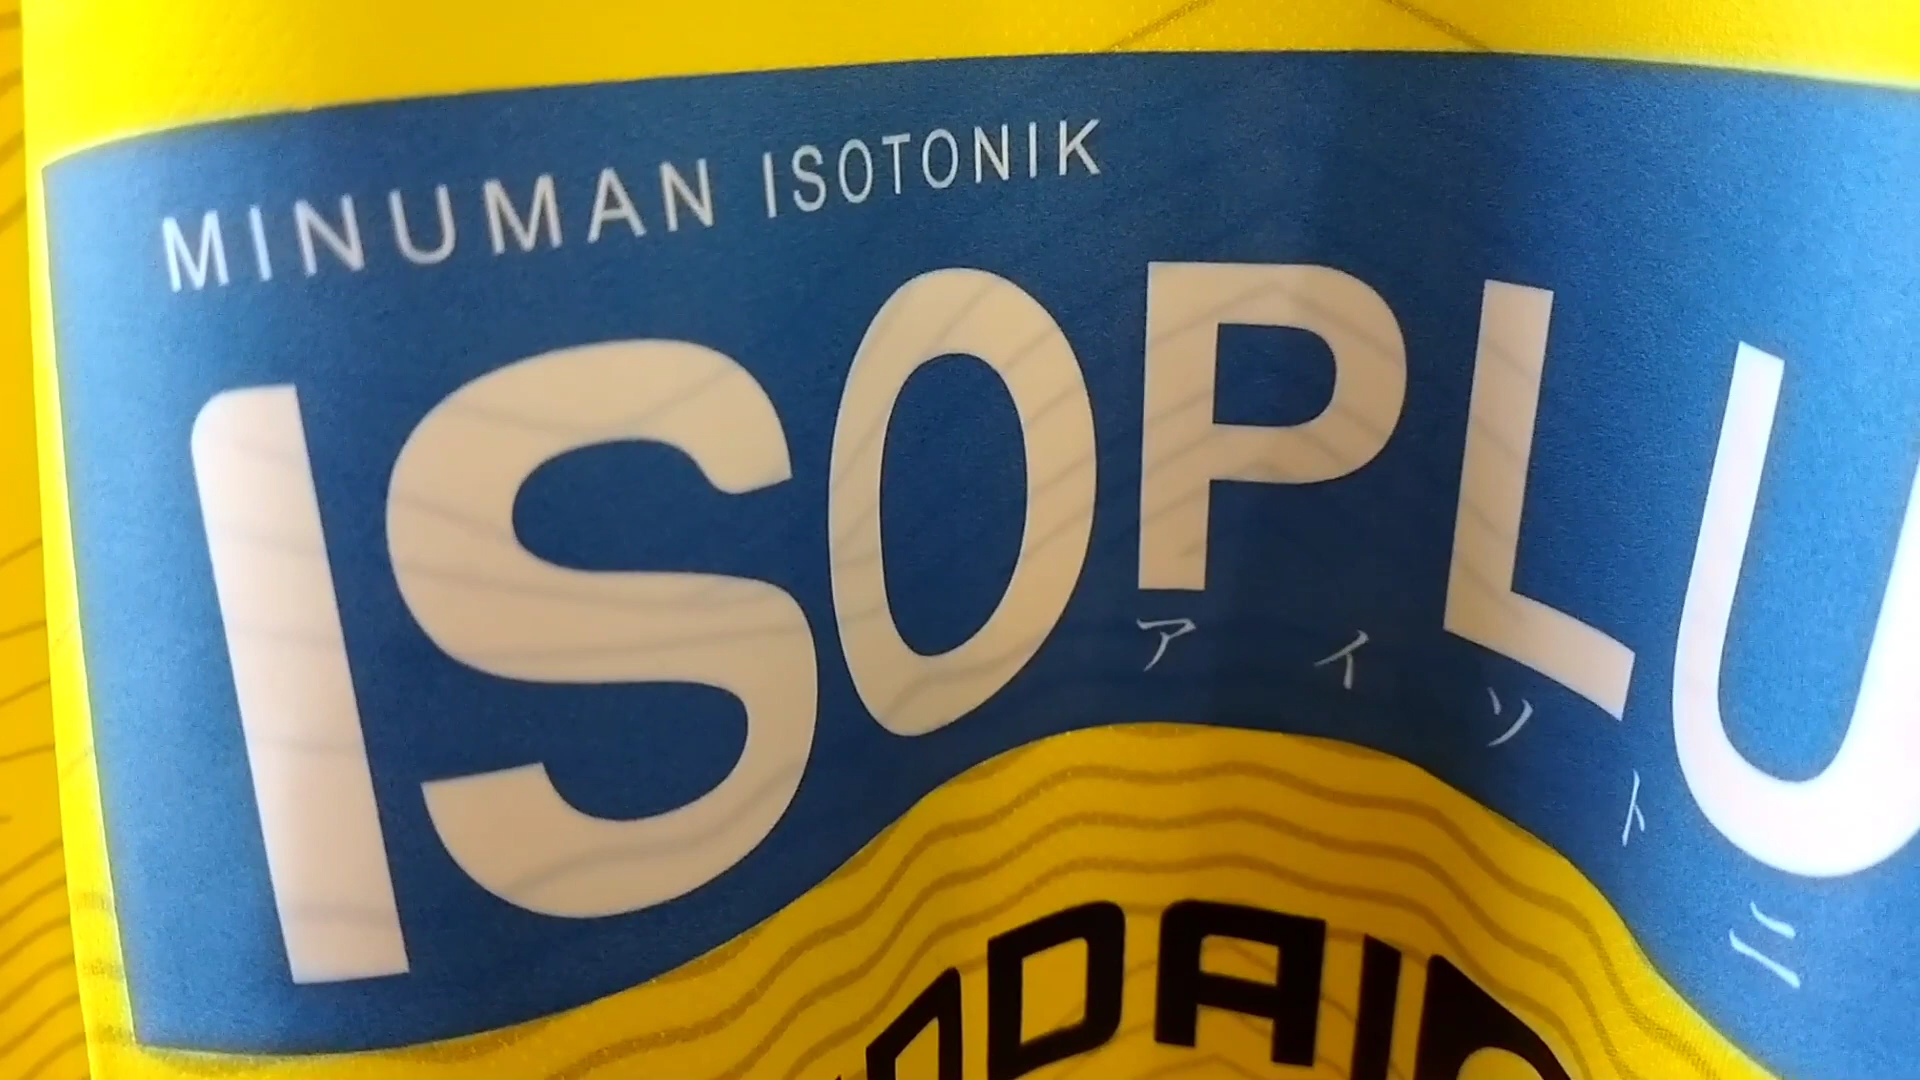 MINUMAN ISOTONIK
ISOPLU
アイソトニ